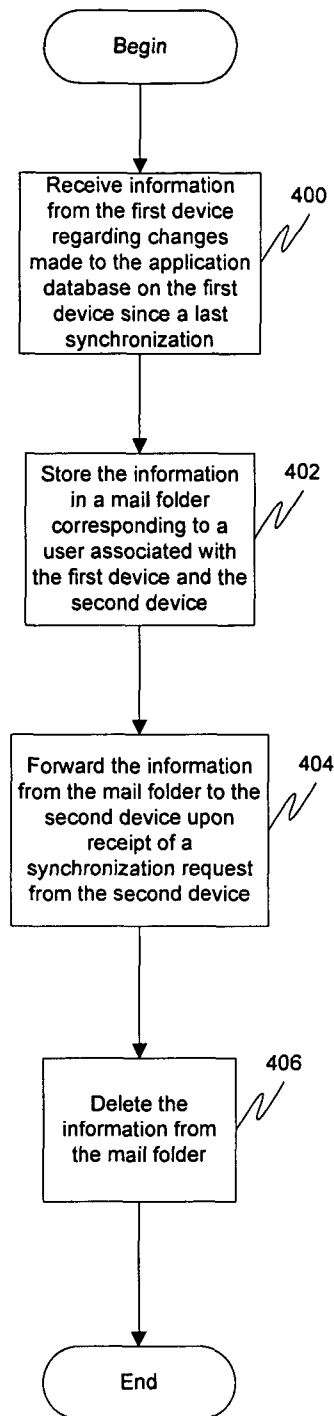 Begin
Receive information
from the first device
regarding changes
made to the application
database on the first
device since a last
synchronization
400
Store the information
in a mail folder
corresponding to a
user associated with
the first device and the
second device
402
Forward the information
from the mail folder to the
second device upon
receipt of a
synchronization request
from the second device
404
Delete the
information from
the mail folder
406
End